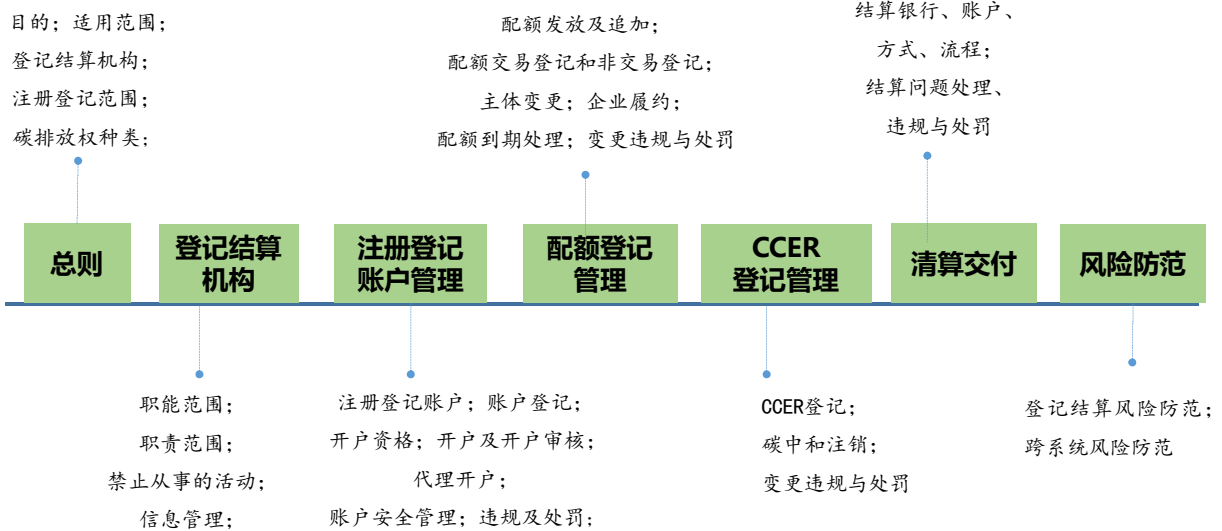 目的；适用范围；
登记结算机构；
注册登记范围；
碳排放权种类；
配额发放及追加；
配额交易登记和非交易登记；
主体变更；企业履约；
配额到期处理；变更违规与处罚
结算银行、账户、
方式、流程；
结算问题处理、
违规与处罚
总则
登记结算
机构
注册登记
账户管理
配额登记
管理
CCER
登记管理
清算交付
风险防范
职能范围；
职责范围；
禁止从事的活动；
信息管理；
注册登记账户；账户登记；
开户资格；开户及开户审核；
代理开户；
账户安全管理；违规及处罚；
CCER登记；
碳中和注销；
变更违规与处罚
登记结算风险防范；
跨系统风险防范